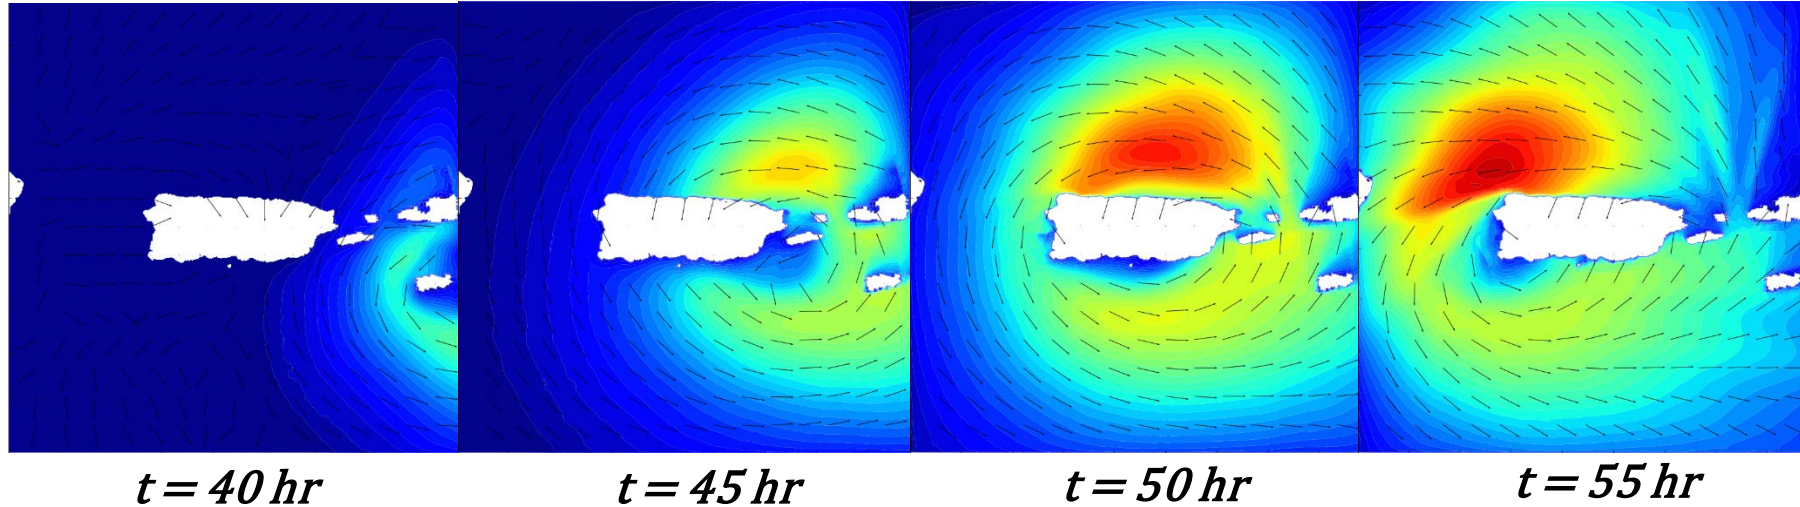 t = 40 hr
t = 45 hr
t = 50 hr
t = 55 hr